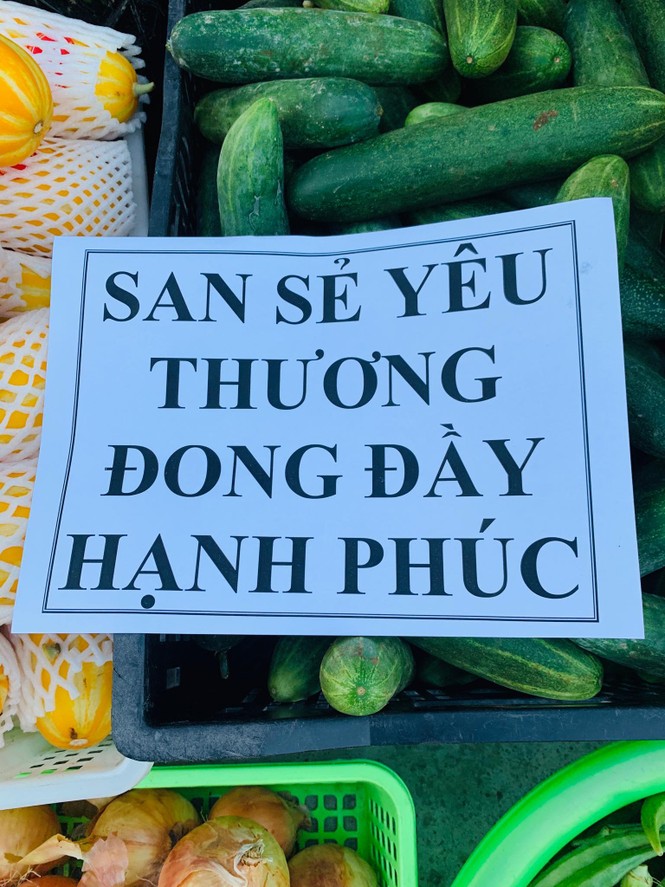 SAN SẺ YÊU
THƯƠNG
ĐONG ĐẦY
HẠNH PHÚC